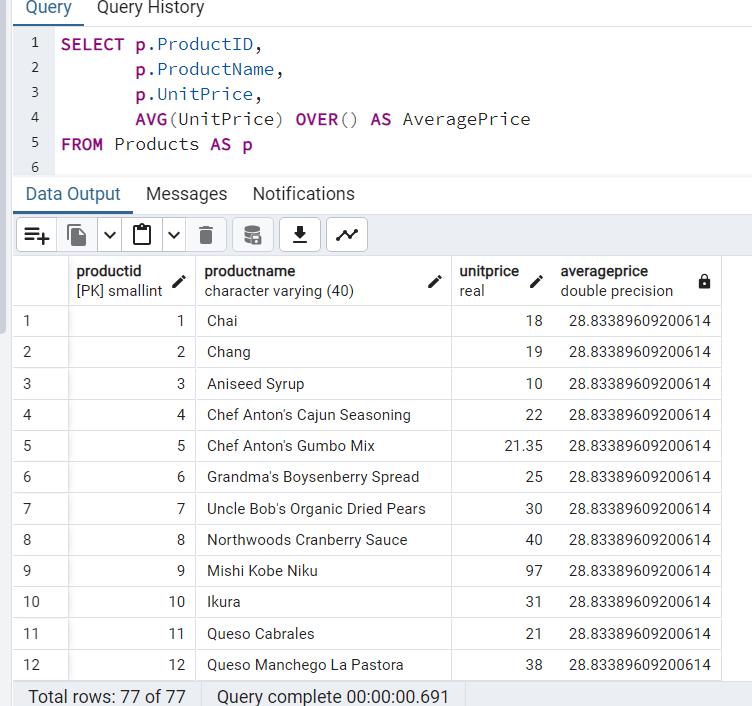 Query Query History
1 SELECT p.ProductID,
2 p.ProductName,
3 p.UnitPrice,
4 AVG(UnitPrice) OVER() AS AveragePrice
5 FROM Products AS p
6
Data Output Messages Notifications
productid productname unitprice averageprice
[PK] smallint character varying (40) real double precision
1 1 Chai 18 28.83389609200614
2 2 Chang 19 28.83389609200614
3 3 Aniseed Syrup 10 28.83389609200614
4 4 Chef Anton's Cajun Seasoning 22 28.83389609200614
5 5 Chef Anton's Gumbo Mix 21.35 28.83389609200614
6 6 Grandma's Boysenberry Spread 25 28.83389609200614
7 7 Uncle Bob's Organic Dried Pears 30 28.83389609200614
8 8 Northwoods Cranberry Sauce 40 28.83389609200614
9 9 Mishi Kobe Niku 97 28.83389609200614
10 10 Ikura 31 28.83389609200614
11 11 Queso Cabrales 21 28.83389609200614
12 12 Queso Manchego La Pastora 38 28.83389609200614
Total rows: 77 of 77 Query complete 00:00:00.691